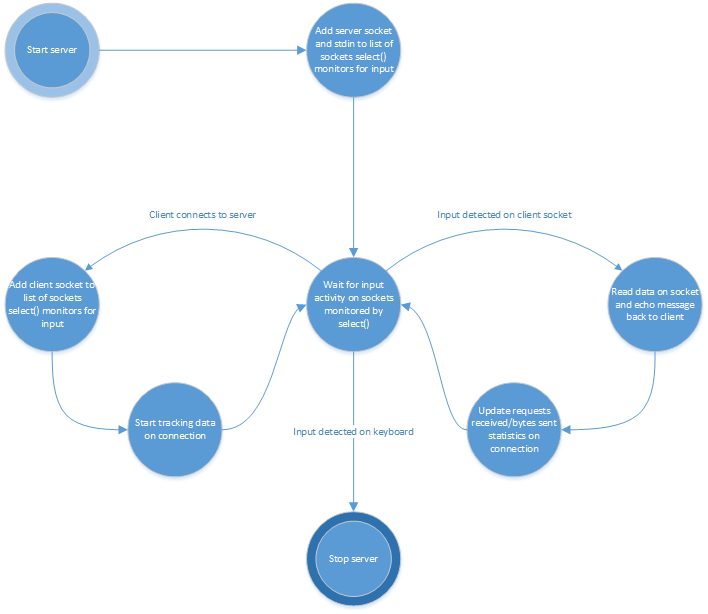 Start server
Add server socket
and stdin to list of
sockets select()
monitors for input
Client connects to server
Input detected on client socket
Add client socket to
list of sockets
select() monitors for
input
Wait for input
activity on sockets
monitored by
select()
Read data on socket
and echo message
back to client
Start tracking data
on connection
Input detected on keyboard
Update requests
received/bytes sent
statistics on
connection
Stop server